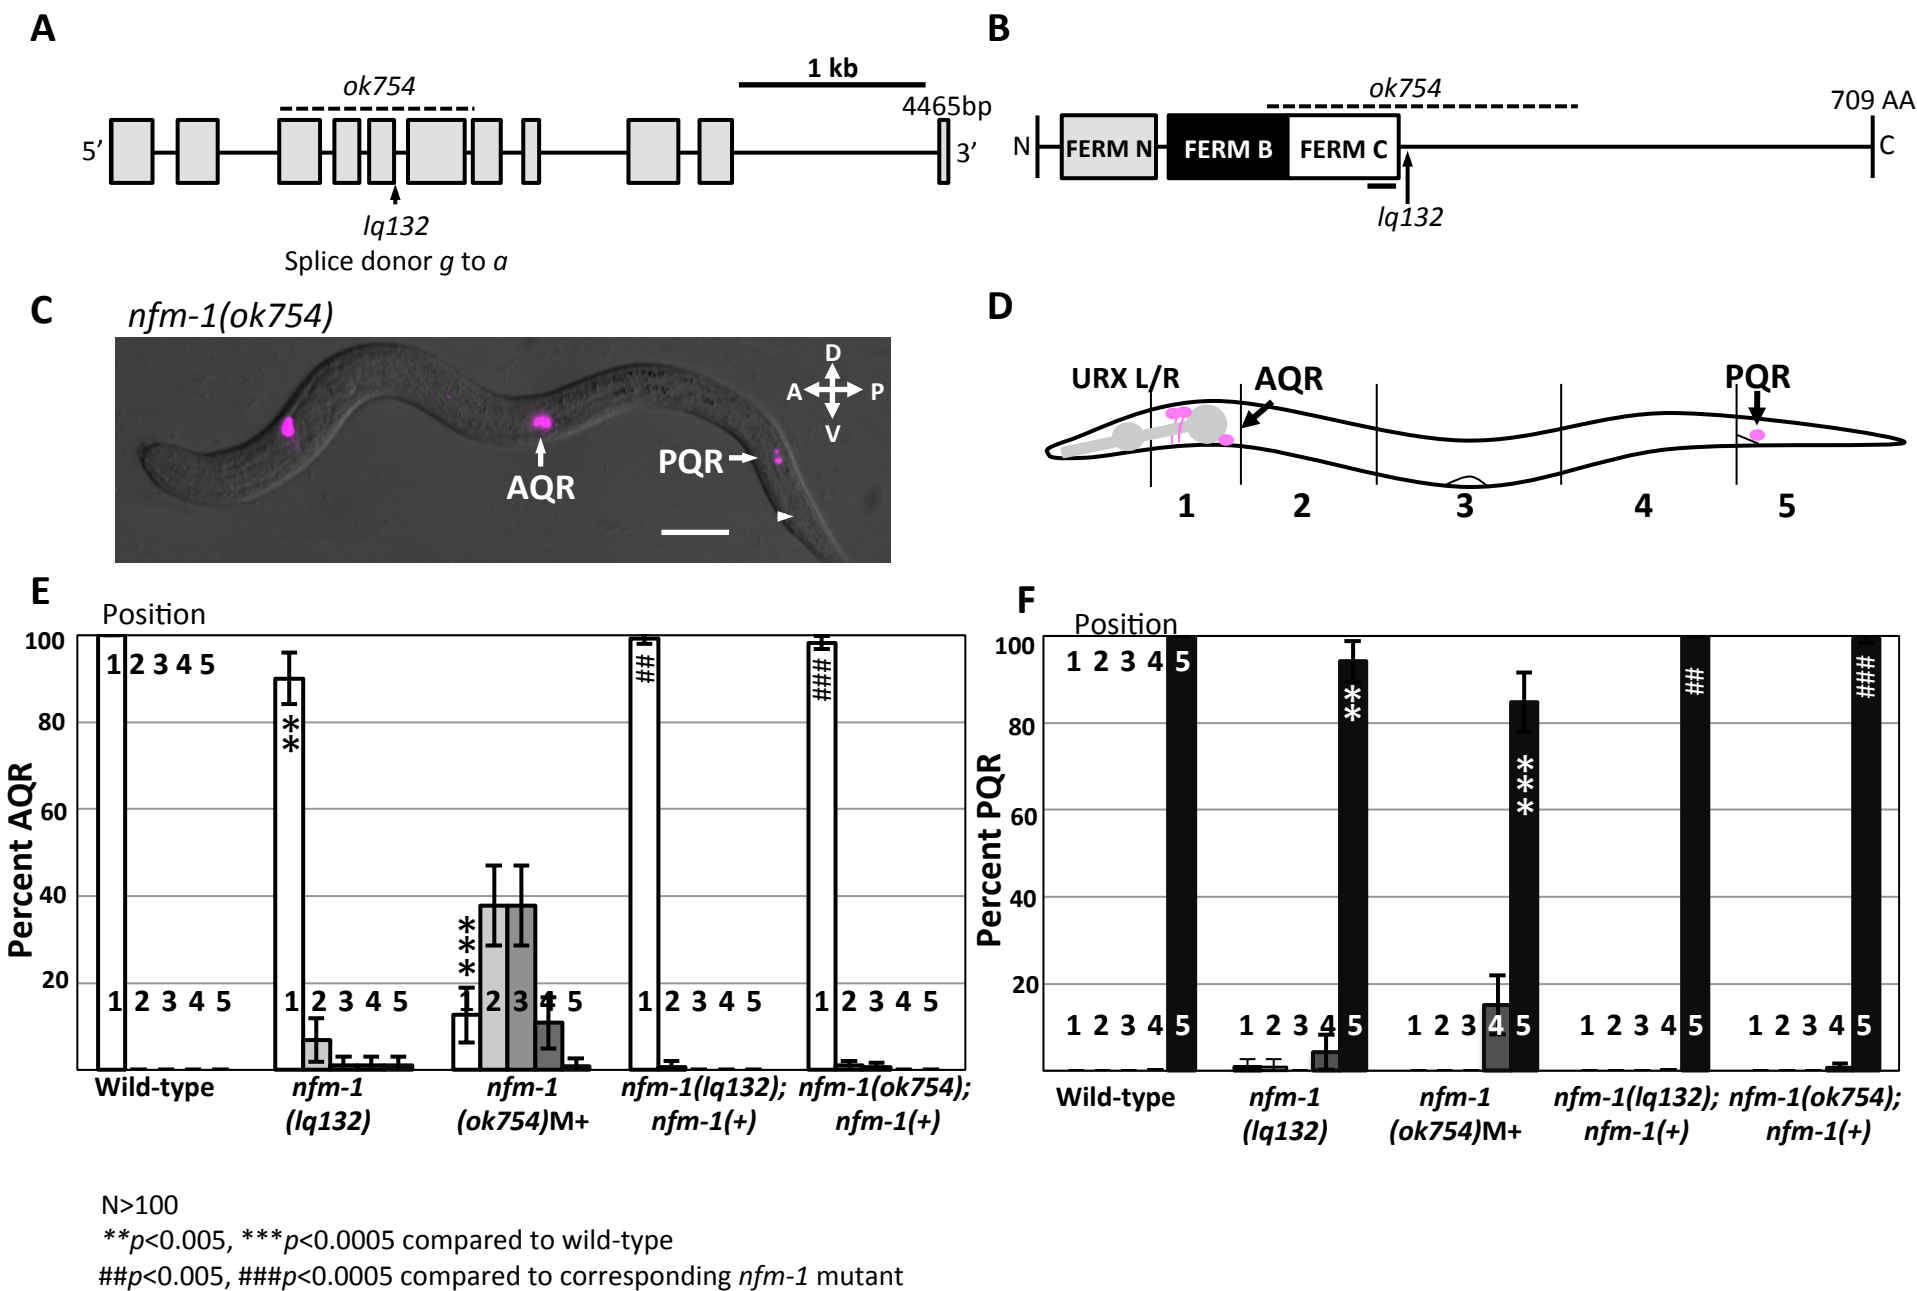 A
ok754
1 kb
4465bp
5’
3’
lq132
Splice donor g to a
B
ok754
709 AA
N
FERM N
FERM B
FERM C
C
lq132
C
nfm-1(ok754)
D
A
P
V
AQR
PQR
D
URX L/R
AQR
PQR
1 2 3 4 5
E
Position
1 2 3 4 5
Percent AQR
100
80
60
40
20
**
***
##
###
1 2 3 4 5
1 2 3 4 5
1 2 3 4 5
1 2 3 4 5
1 2 3 4 5
Wild-type
nfm-1
(lq132)
nfm-1
(ok754)M+
nfm-1(lq132);
nfm-1(+)
nfm-1(ok754);
nfm-1(+)
F
Position
1 2 3 4 5
Percent PQR
100
80
60
40
20
**
***
##
###
1 2 3 4 5
1 2 3 4 5
1 2 3 4 5
1 2 3 4 5
1 2 3 4 5
Wild-type
nfm-1
(lq132)
nfm-1
(ok754)M+
nfm-1(lq132);
nfm-1(+)
nfm-1(ok754);
nfm-1(+)
N>100
**p<0.005, ***p<0.0005 compared to wild-type
##p<0.005, ###p<0.0005 compared to corresponding nfm-1 mutant